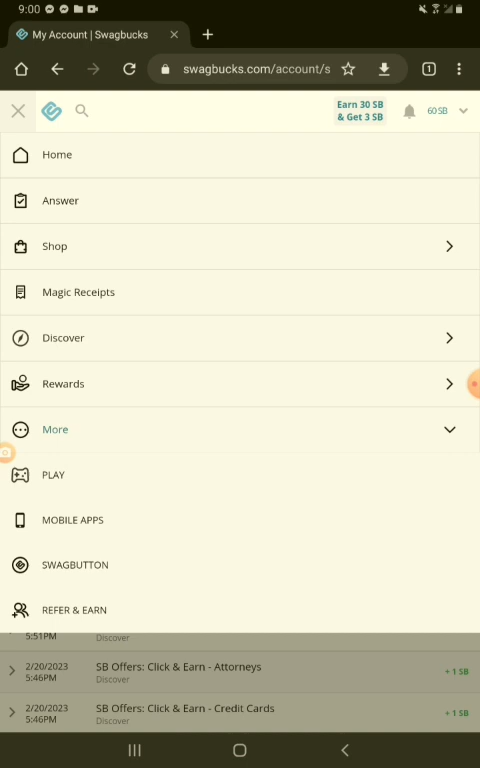 9:00
My Account | Swagbucks
swagbucks.com/account/s
1
Earn 30 SB
& Get 3 SB
60 SB
Home
Answer
Shop
Magic Receipts
Discover
Rewards
More
PLAY
MOBILE APPS
SWAGBUTTON
REFER & EARN
5:51PM
Discover
2/20/2023
5:46PM
SB Offers: Click & Earn - Attorneys
Discover
+ 1 SB
2/20/2023
5:46PM
SB Offers: Click & Earn - Credit Cards
Discover
+ 1 SB